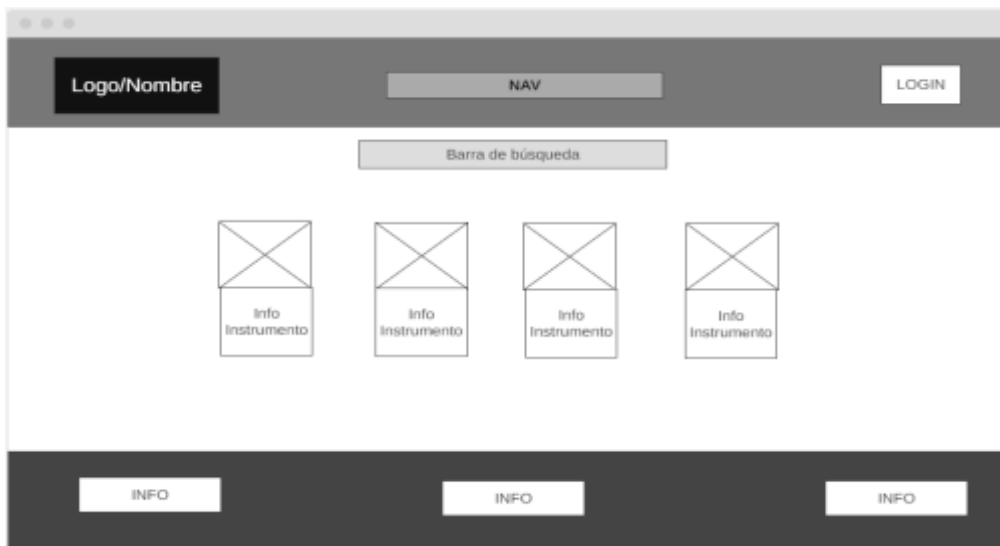 Logo/Nombre
NAV
LOGIN
Barra de búsqueda
Info
Instrumento
Info
Instrumento
Info
Instrumento
Info
Instrumento
INFO
INFO
INFO